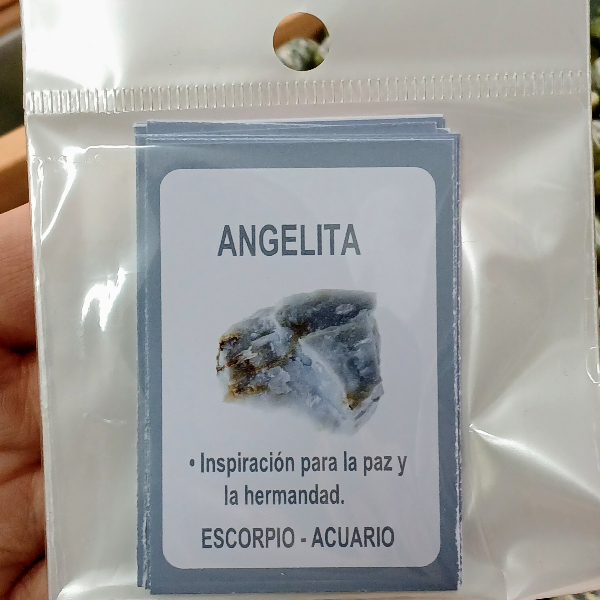 ANGELITA
• Inspiración para la paz y
la hermandad.
ESCORPIO - ACUARIO